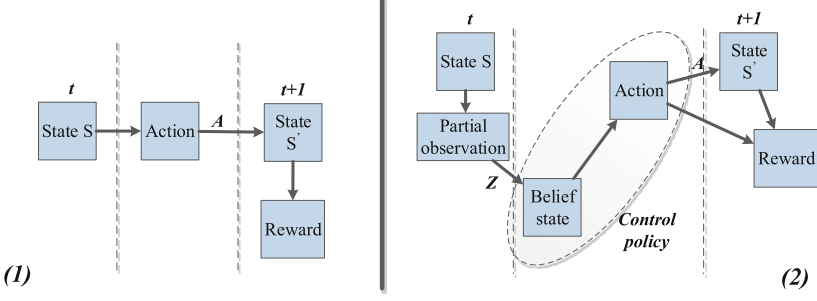 t
State S
Action
A
t+1
State
S'
Reward
(1)
t
State S
Partial
observation
Z
Belief
state
Action
Control
policy
A
t+1
State
S'
Reward
(2)